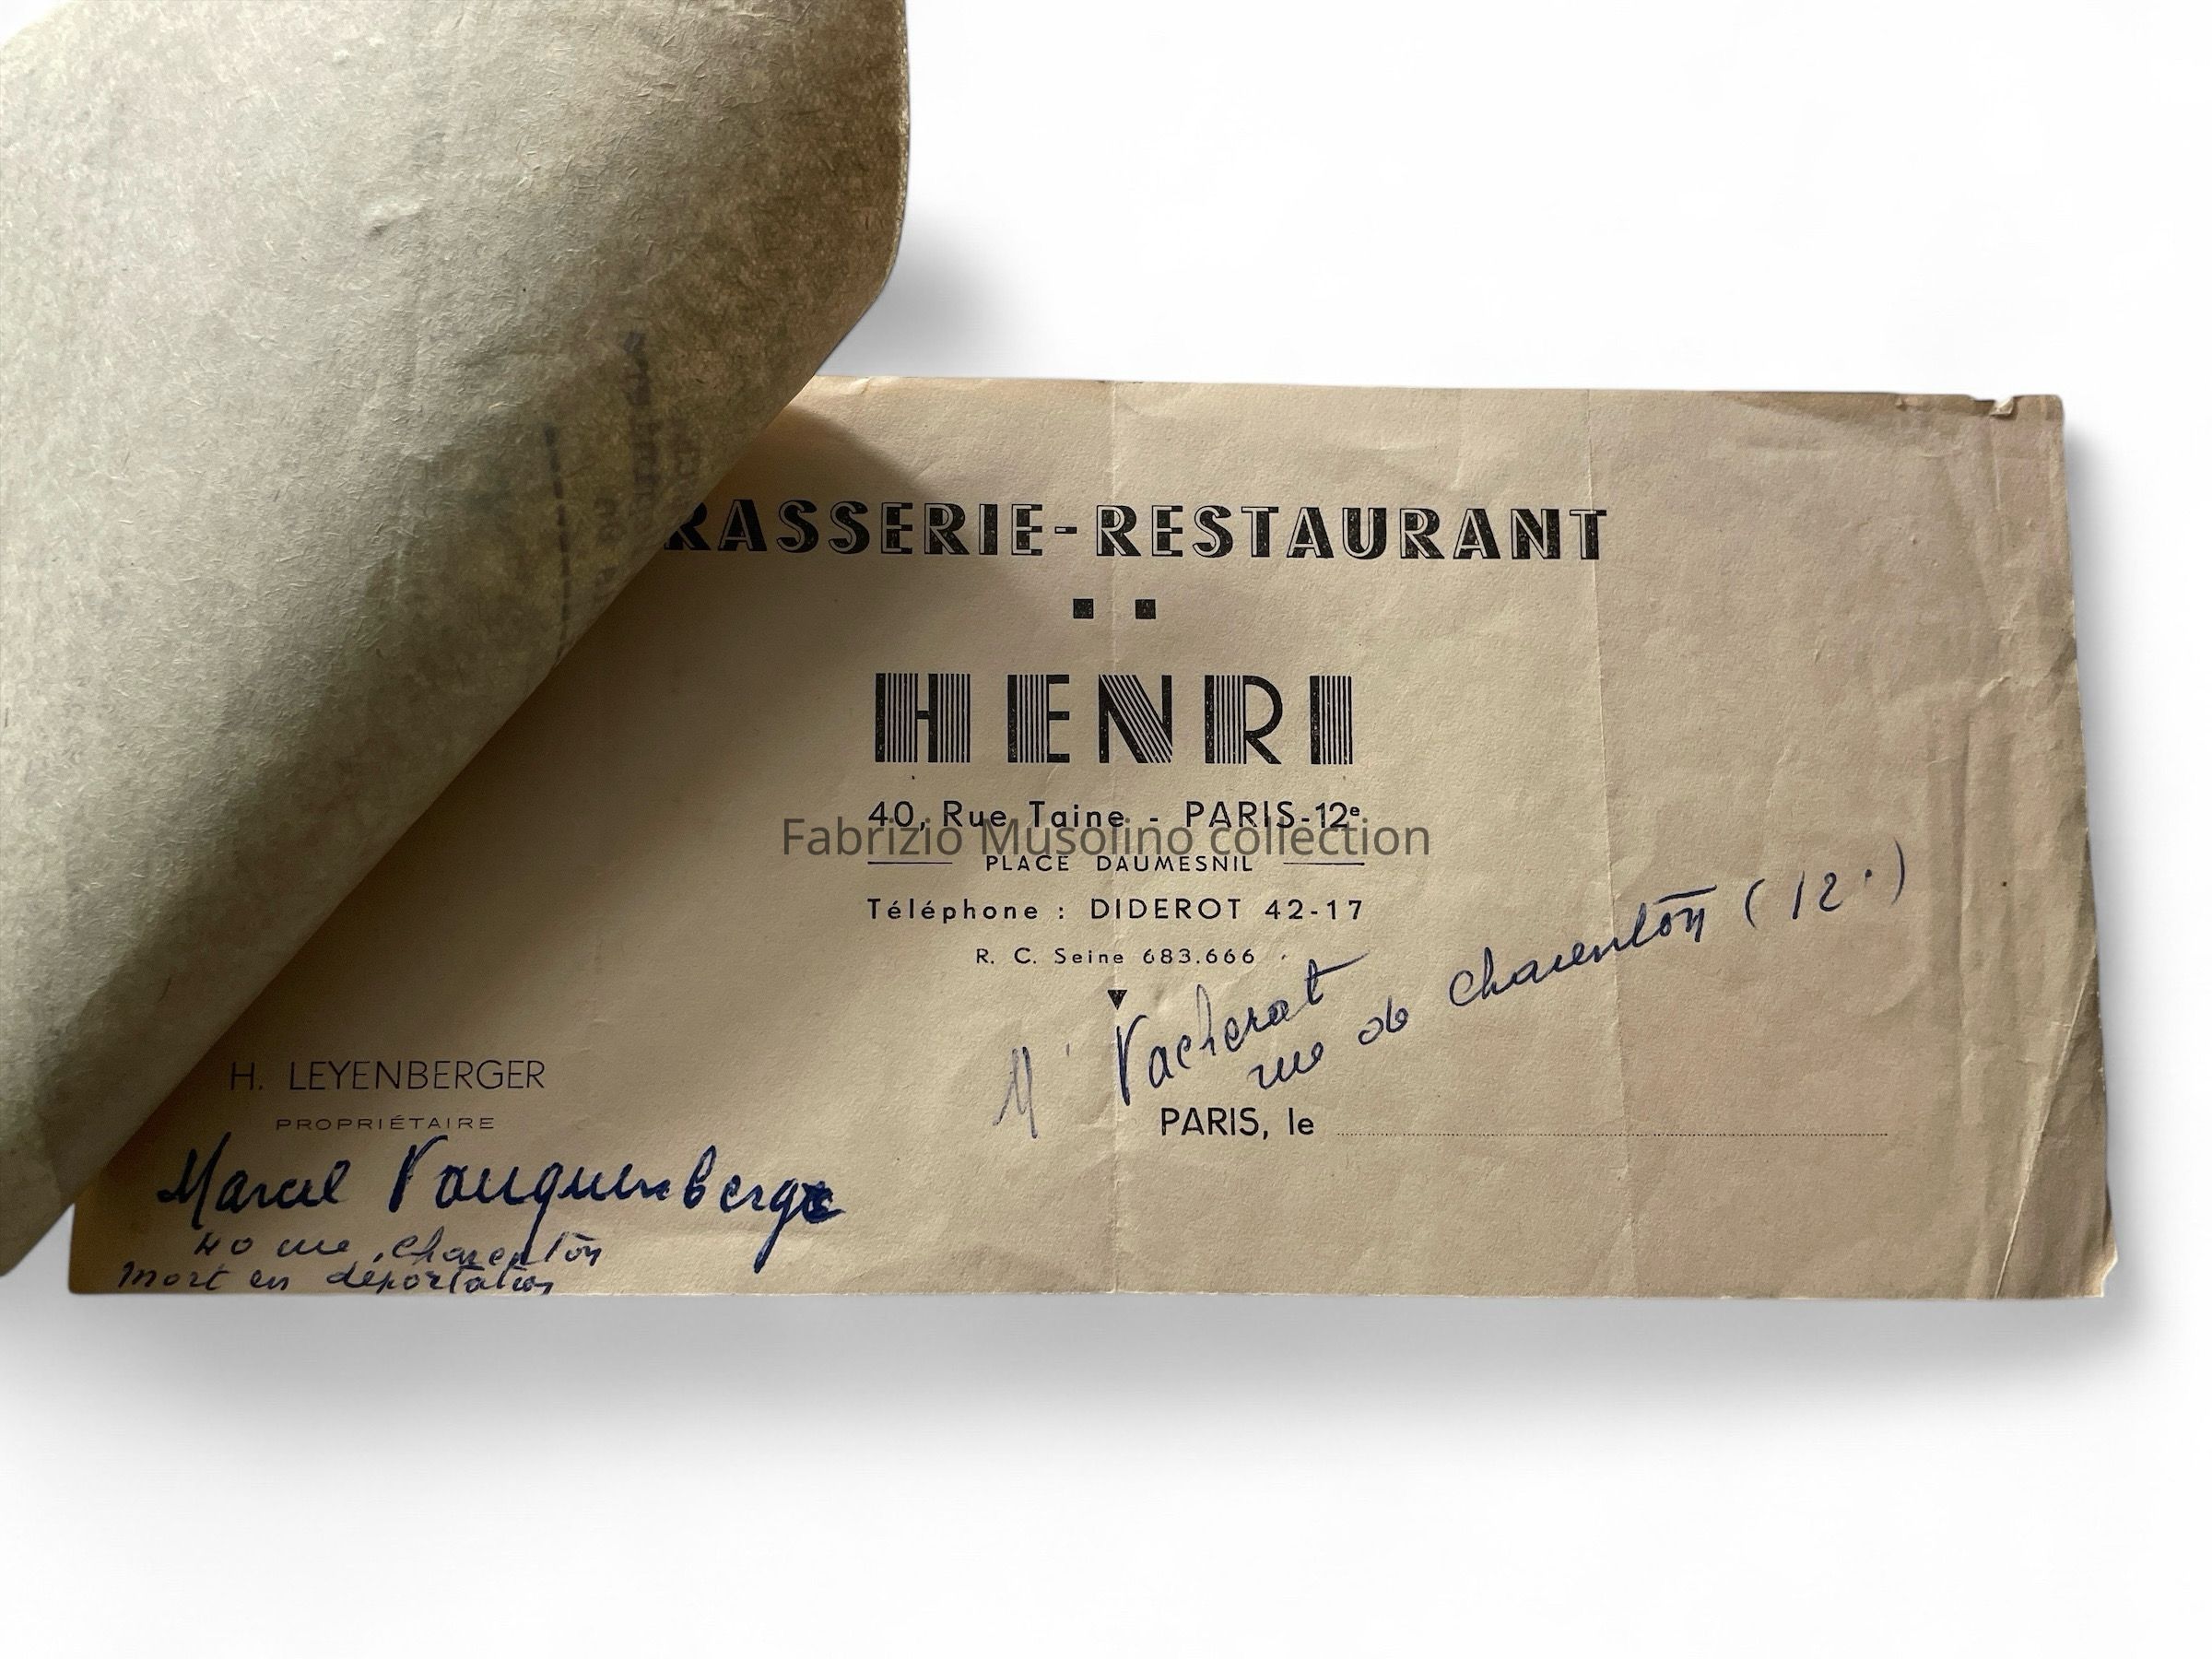 RASSERIE-RESTAURANT
HENRI
40, Rue Taine - PARIS-12e
Fabrizio Musolino collection
PLACE DAUMESNIL
Téléphone : DIDEROT 42-17
R. C. Seine 683.666
Mr Vacherat
rue de Charenton (12e)
H. LEYENBERGER
PROPRIÉTAIRE
PARIS, le
Marcel
40 rue Charenton
Mort en déportation